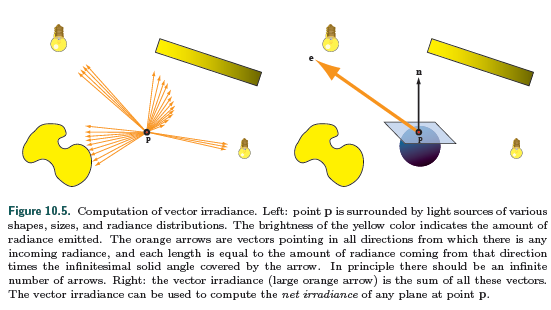 e
n
p
p
Figure 10.5. Computation of vector irradiance. Left: point p is surrounded by light sources of various
shapes, sizes, and radiance distributions. The brightness of the yellow color indicates the amount of
radiance emitted. The orange arrows are vectors pointing in all directions from which there is any
incoming radiance, and each length is equal to the amount of radiance coming from that direction
times the infinitesimal solid angle covered by the arrow. In principle there should be an infinite
number of arrows. Right: the vector irradiance (large orange arrow) is the sum of all these vectors.
The vector irradiance can be used to compute the net irradiance of any plane at point p.